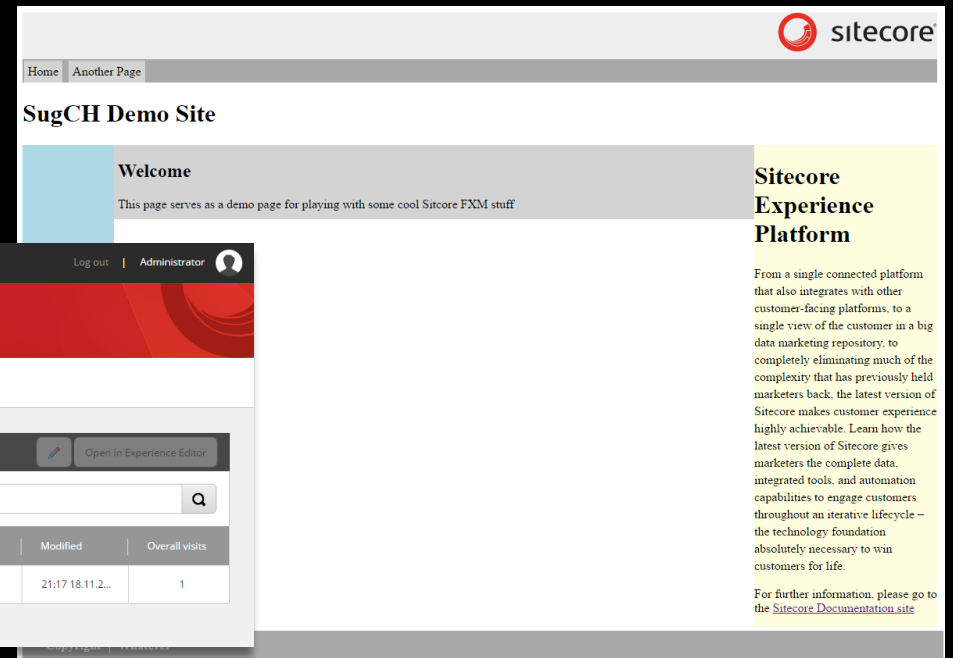 sitecore
Home Another Page
SugCH Demo Site
Welcome
This page serves as a demo page for playing with some cool Sitcore FXM stuff
Sitecore
Experience
Platform
From a single connected platform
that also integrates with other
customer-facing platforms, to a
single view of the customer in a big
data marketing repository, to
completely eliminating much of the
complexity that has previously held
marketers back, the latest version of
Sitecore makes customer experience
highly achievable. Learn how the
latest version of Sitecore gives
marketers the complete data,
integrated tools, and automation
capabilities to engage customers
throughout an iterative lifecycle –
the technology foundation
absolutely necessary to win
customers for life.
For further information, please go to
the Sitecore Documentation site
Log out | Administrator
Open in Experience Editor
Modified Overall visits
21:17 18.11.2... 1
Copyright | Whatever